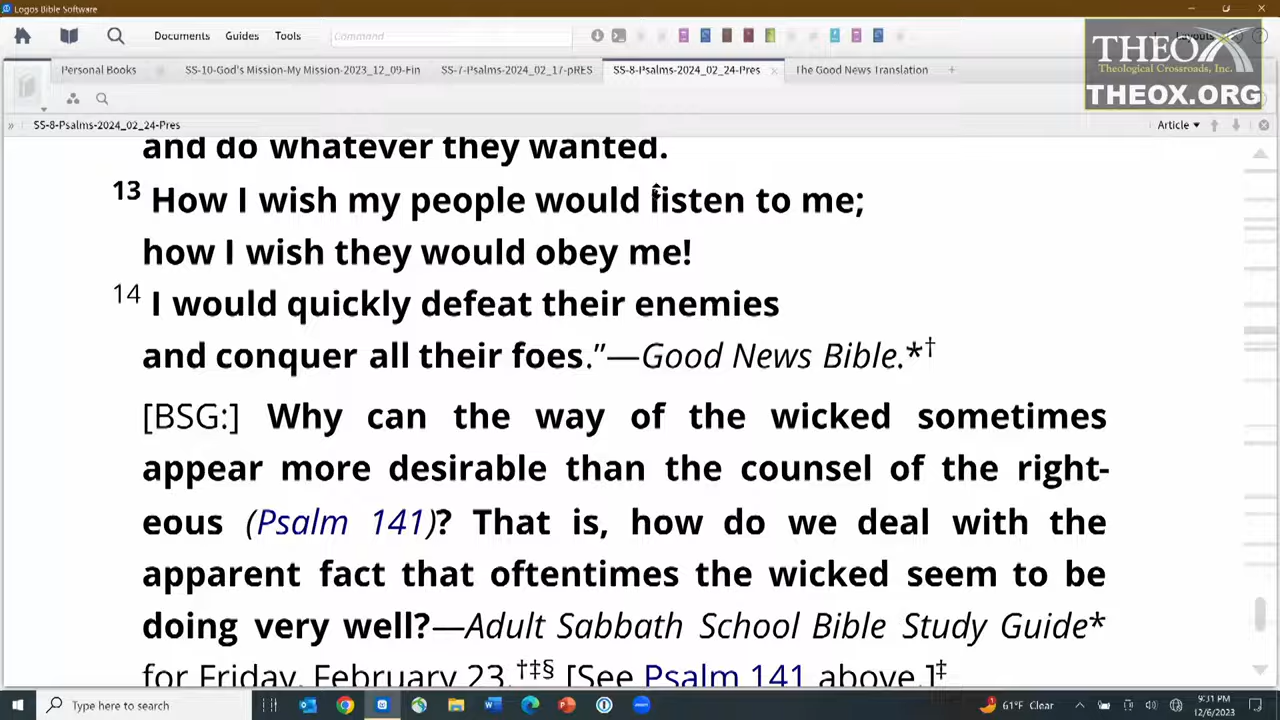 Logos Bible Software
Documents Guides Tools Command Layouts
THEOX
Theological Crossroads, Inc.
THEOX.ORG
Personal Books SS-10-God's Mission-My Mission-2023_12_ SS-7-Psalms-2024_02_17-pRES SS-8-Psalms-2024_02_24-Pres The Good News Translation
SS-8-Psalms-2024_02_24-Pres Article
and do whatever they wanted.
13 How I wish my people would listen to me;
how I wish they would obey me!
14 I would quickly defeat their enemies
and conquer all their foes.”—Good News Bible.*†
[BSG:] Why can the way of the wicked sometimes
appear more desirable than the counsel of the right-
eous (Psalm 141)? That is, how do we deal with the
apparent fact that oftentimes the wicked seem to be
doing very well?—Adult Sabbath School Bible Study Guide*
for Friday, February 23.†‡§ [See Psalm 141 above.]‡
Type here to search 61°F Clear 9:31 PM
12/6/2023